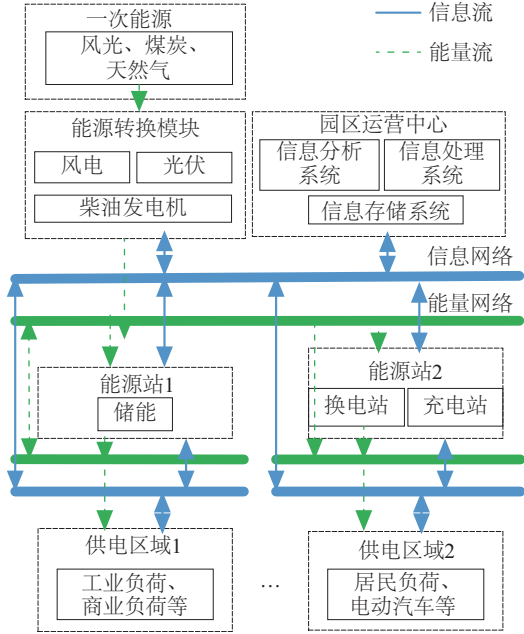 一次能源
风光、煤炭、
天然气
信息流
能量流
能源转换模块
风电
光伏
柴油发电机
园区运营中心
信息分析
系统
信息处理
系统
信息存储系统
信息网络
能量网络
能源站1
储能
能源站2
换电站
充电站
供电区域1
工业负荷、
商业负荷等
…
供电区域2
居民负荷、
电动汽车等